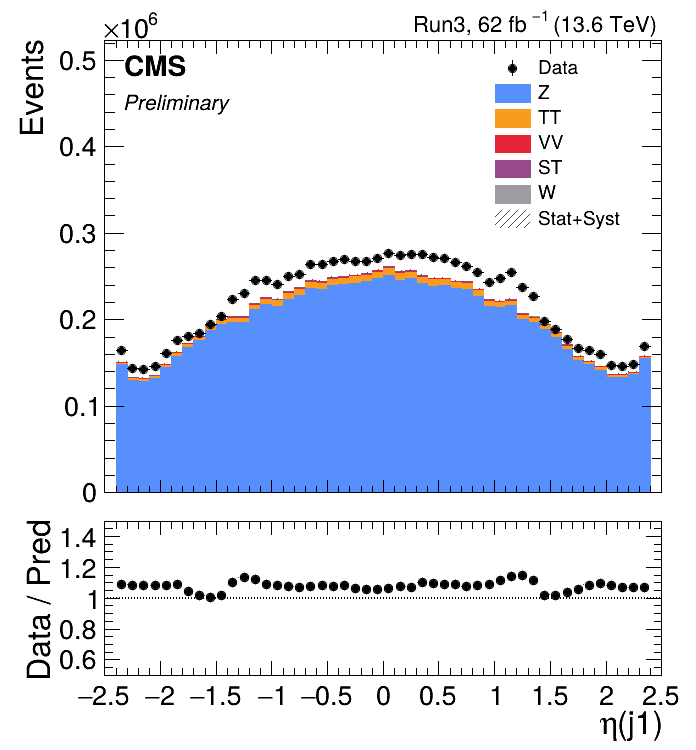 ×10⁶
Run3, 62 fb⁻¹ (13.6 TeV)
Events
CMS
Preliminary
Data
Z
TT
VV
ST
W
Stat+Syst
0.5
0.4
0.3
0.2
0.1
0
Data / Pred
1.4
1.2
1
0.8
0.6
−2.5 −2 −1.5 −1 −0.5 0 0.5 1 1.5 2 2.5
η(j1)